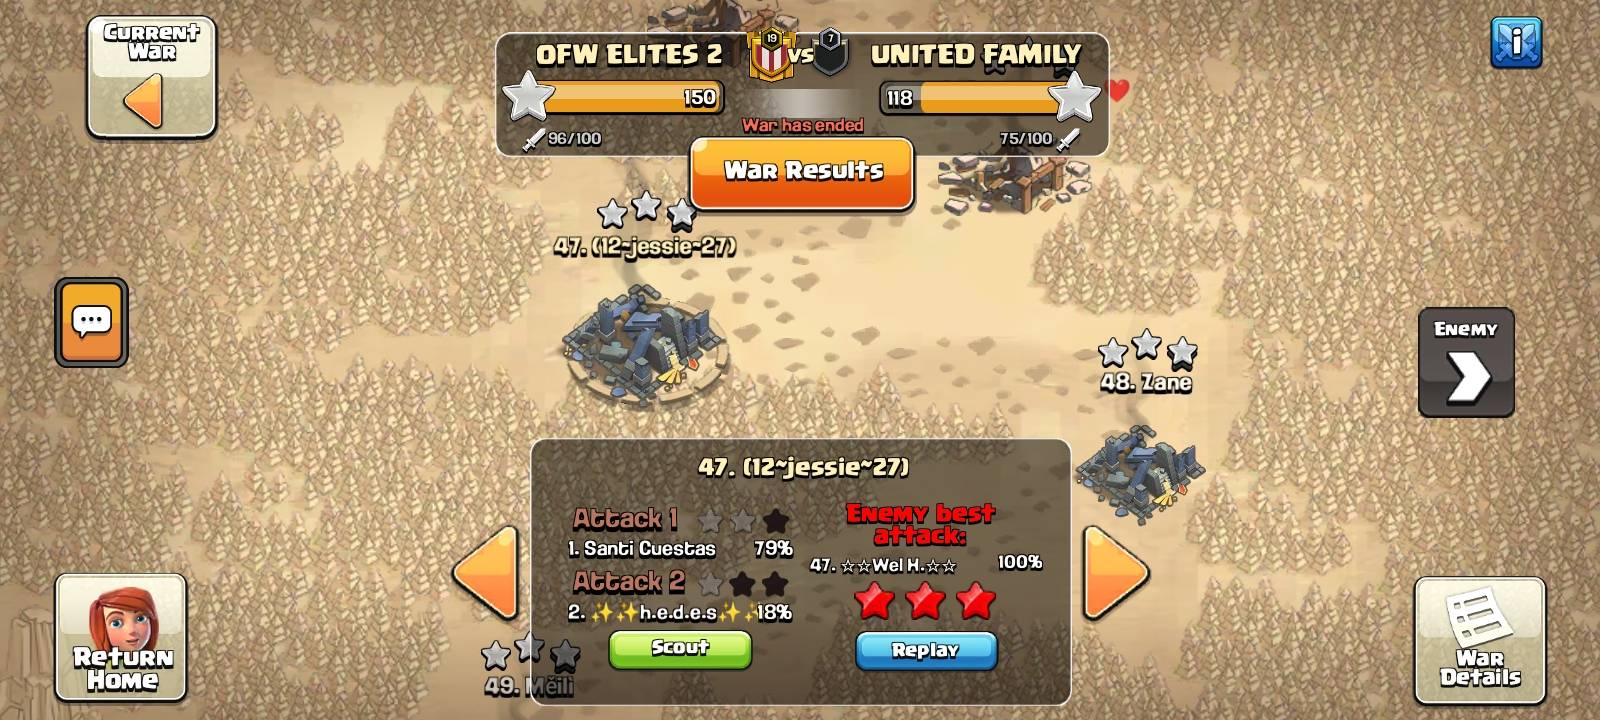 Current
War
OFW ELITES 2
19
vs
7
UNITED FAMILY
150
118
96/100
War has ended
75/100
War Results
47. (12~jessie~27)
Enemy
48. Zane
47. (12~jessie~27)
Attack 1
1. Santi Cuestas 79%
Attack 2
2. ✨✨h.e.d.e.s✨✨18%
Scout
Enemy best
attack:
47. ☆☆Wel H.☆☆ 100%
Replay
49. Mëili
Return
Home
War
Details